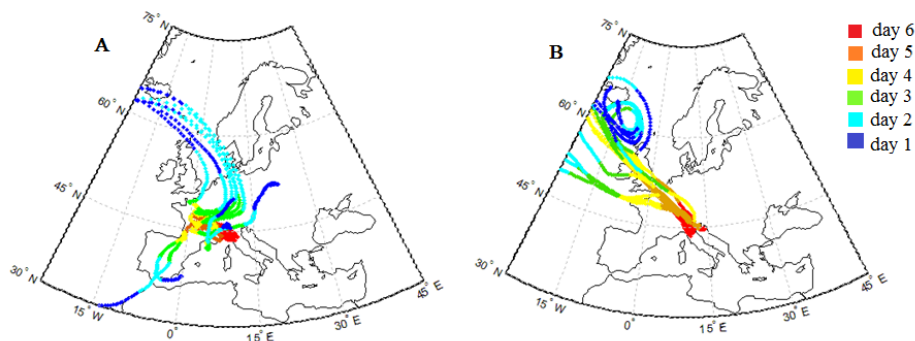 A
75° N
60° N
45° N
30° N
15° W
0°
15° E
30° E
45° E
B
75° N
60° N
45° N
30° N
15° W
0°
15° E
30° E
45° E
day 6
day 5
day 4
day 3
day 2
day 1